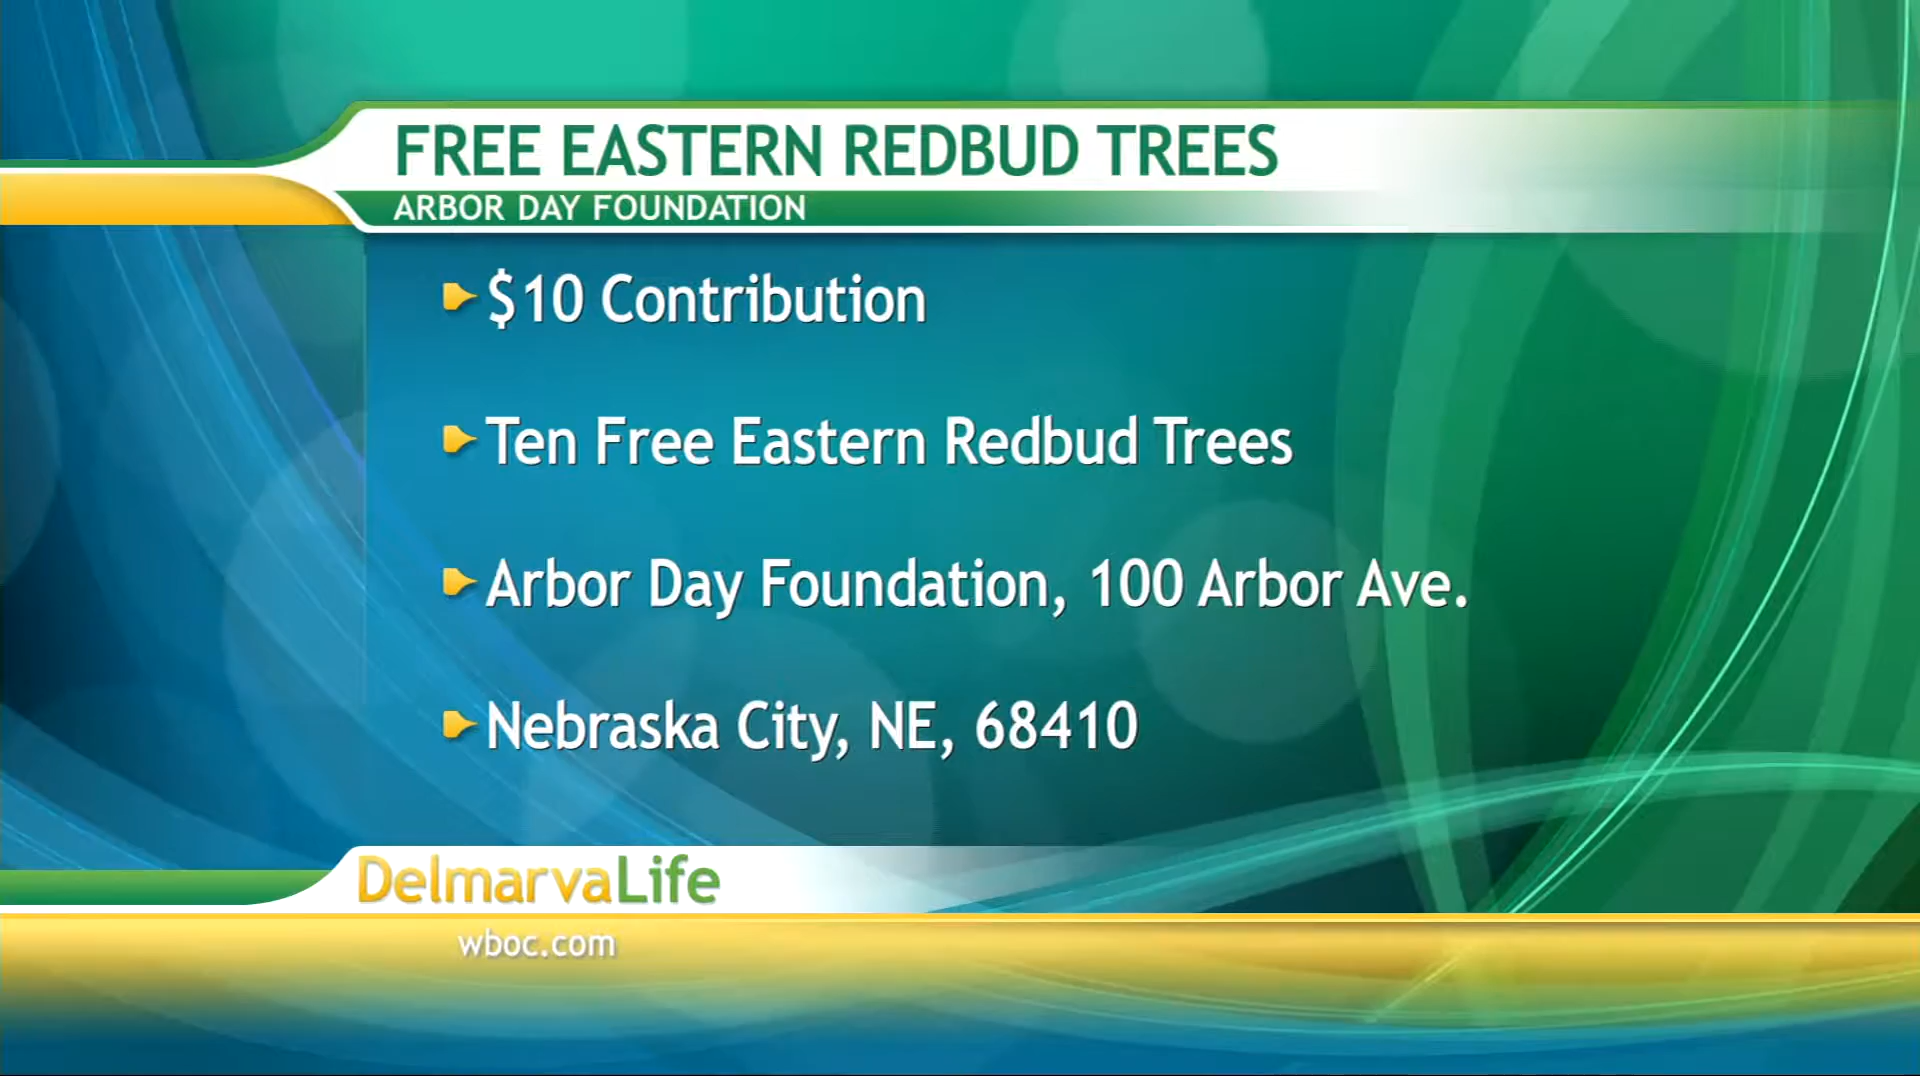 FREE EASTERN REDBUD TREES
ARBOR DAY FOUNDATION
$10 Contribution
Ten Free Eastern Redbud Trees
Arbor Day Foundation, 100 Arbor Ave.
Nebraska City, NE, 68410
DelmarvaLife
wboc.com